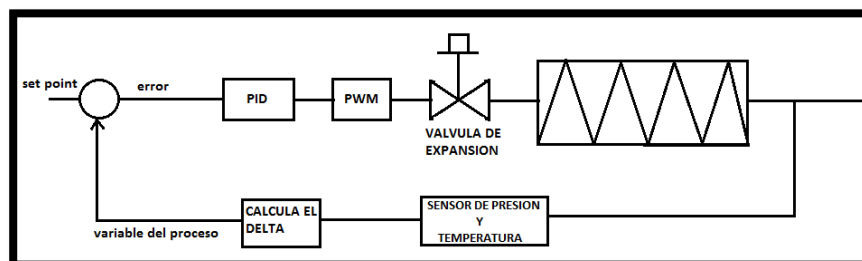 set point
error
PID
PWM
VALVULA DE
EXPANSION
variable del proceso
CALCULA EL
DELTA
SENSOR DE PRESION
Y
TEMPERATURA